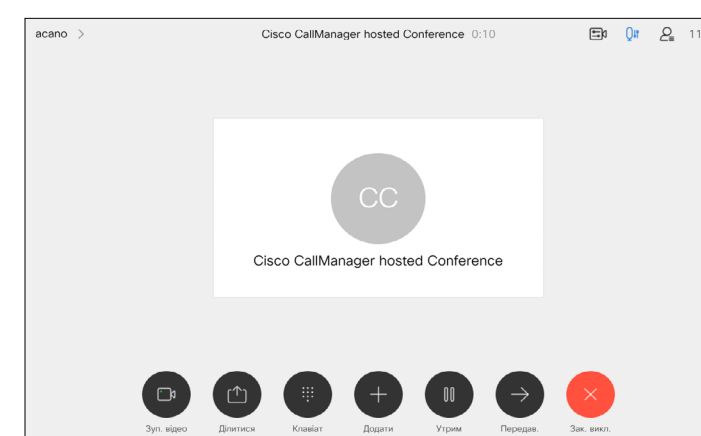 acano
Cisco CallManager hosted Conference 0:10
11
CC
Cisco CallManager hosted Conference
Зуп. відео
Ділитися
Клавіат
Додати
Утрим
Передав.
Зак. викл.